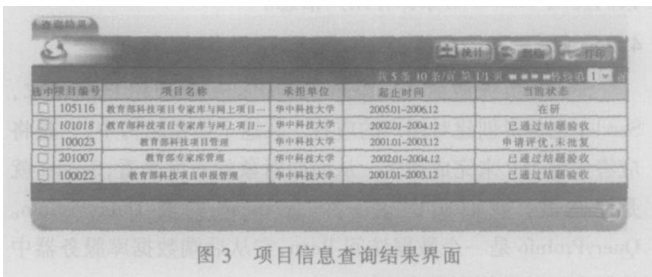 查询结果
统计 打印
共 5 条 10 条/页 第 1/1 页 转到第 1 页
选中 项目编号 项目名称 承担单位 起止时间 当前状态
105116 教育部科技项目专家库与网上项目… 华中科技大学 2005.01-2006.12 在研
101018 教育部科技项目专家库与网上项目… 华中科技大学 2002.01-2004.12 已通过结题验收
100023 教育部科技项目管理 华中科技大学 2001.01-2003.12 申请评优,未批复
201007 教育部专家库管理 华中科技大学 2002.01-2004.12 已通过结题验收
100022 教育部科技项目申报管理 华中科技大学 2001.01-2003.12 已通过结题验收
图 3 项目信息查询结果界面